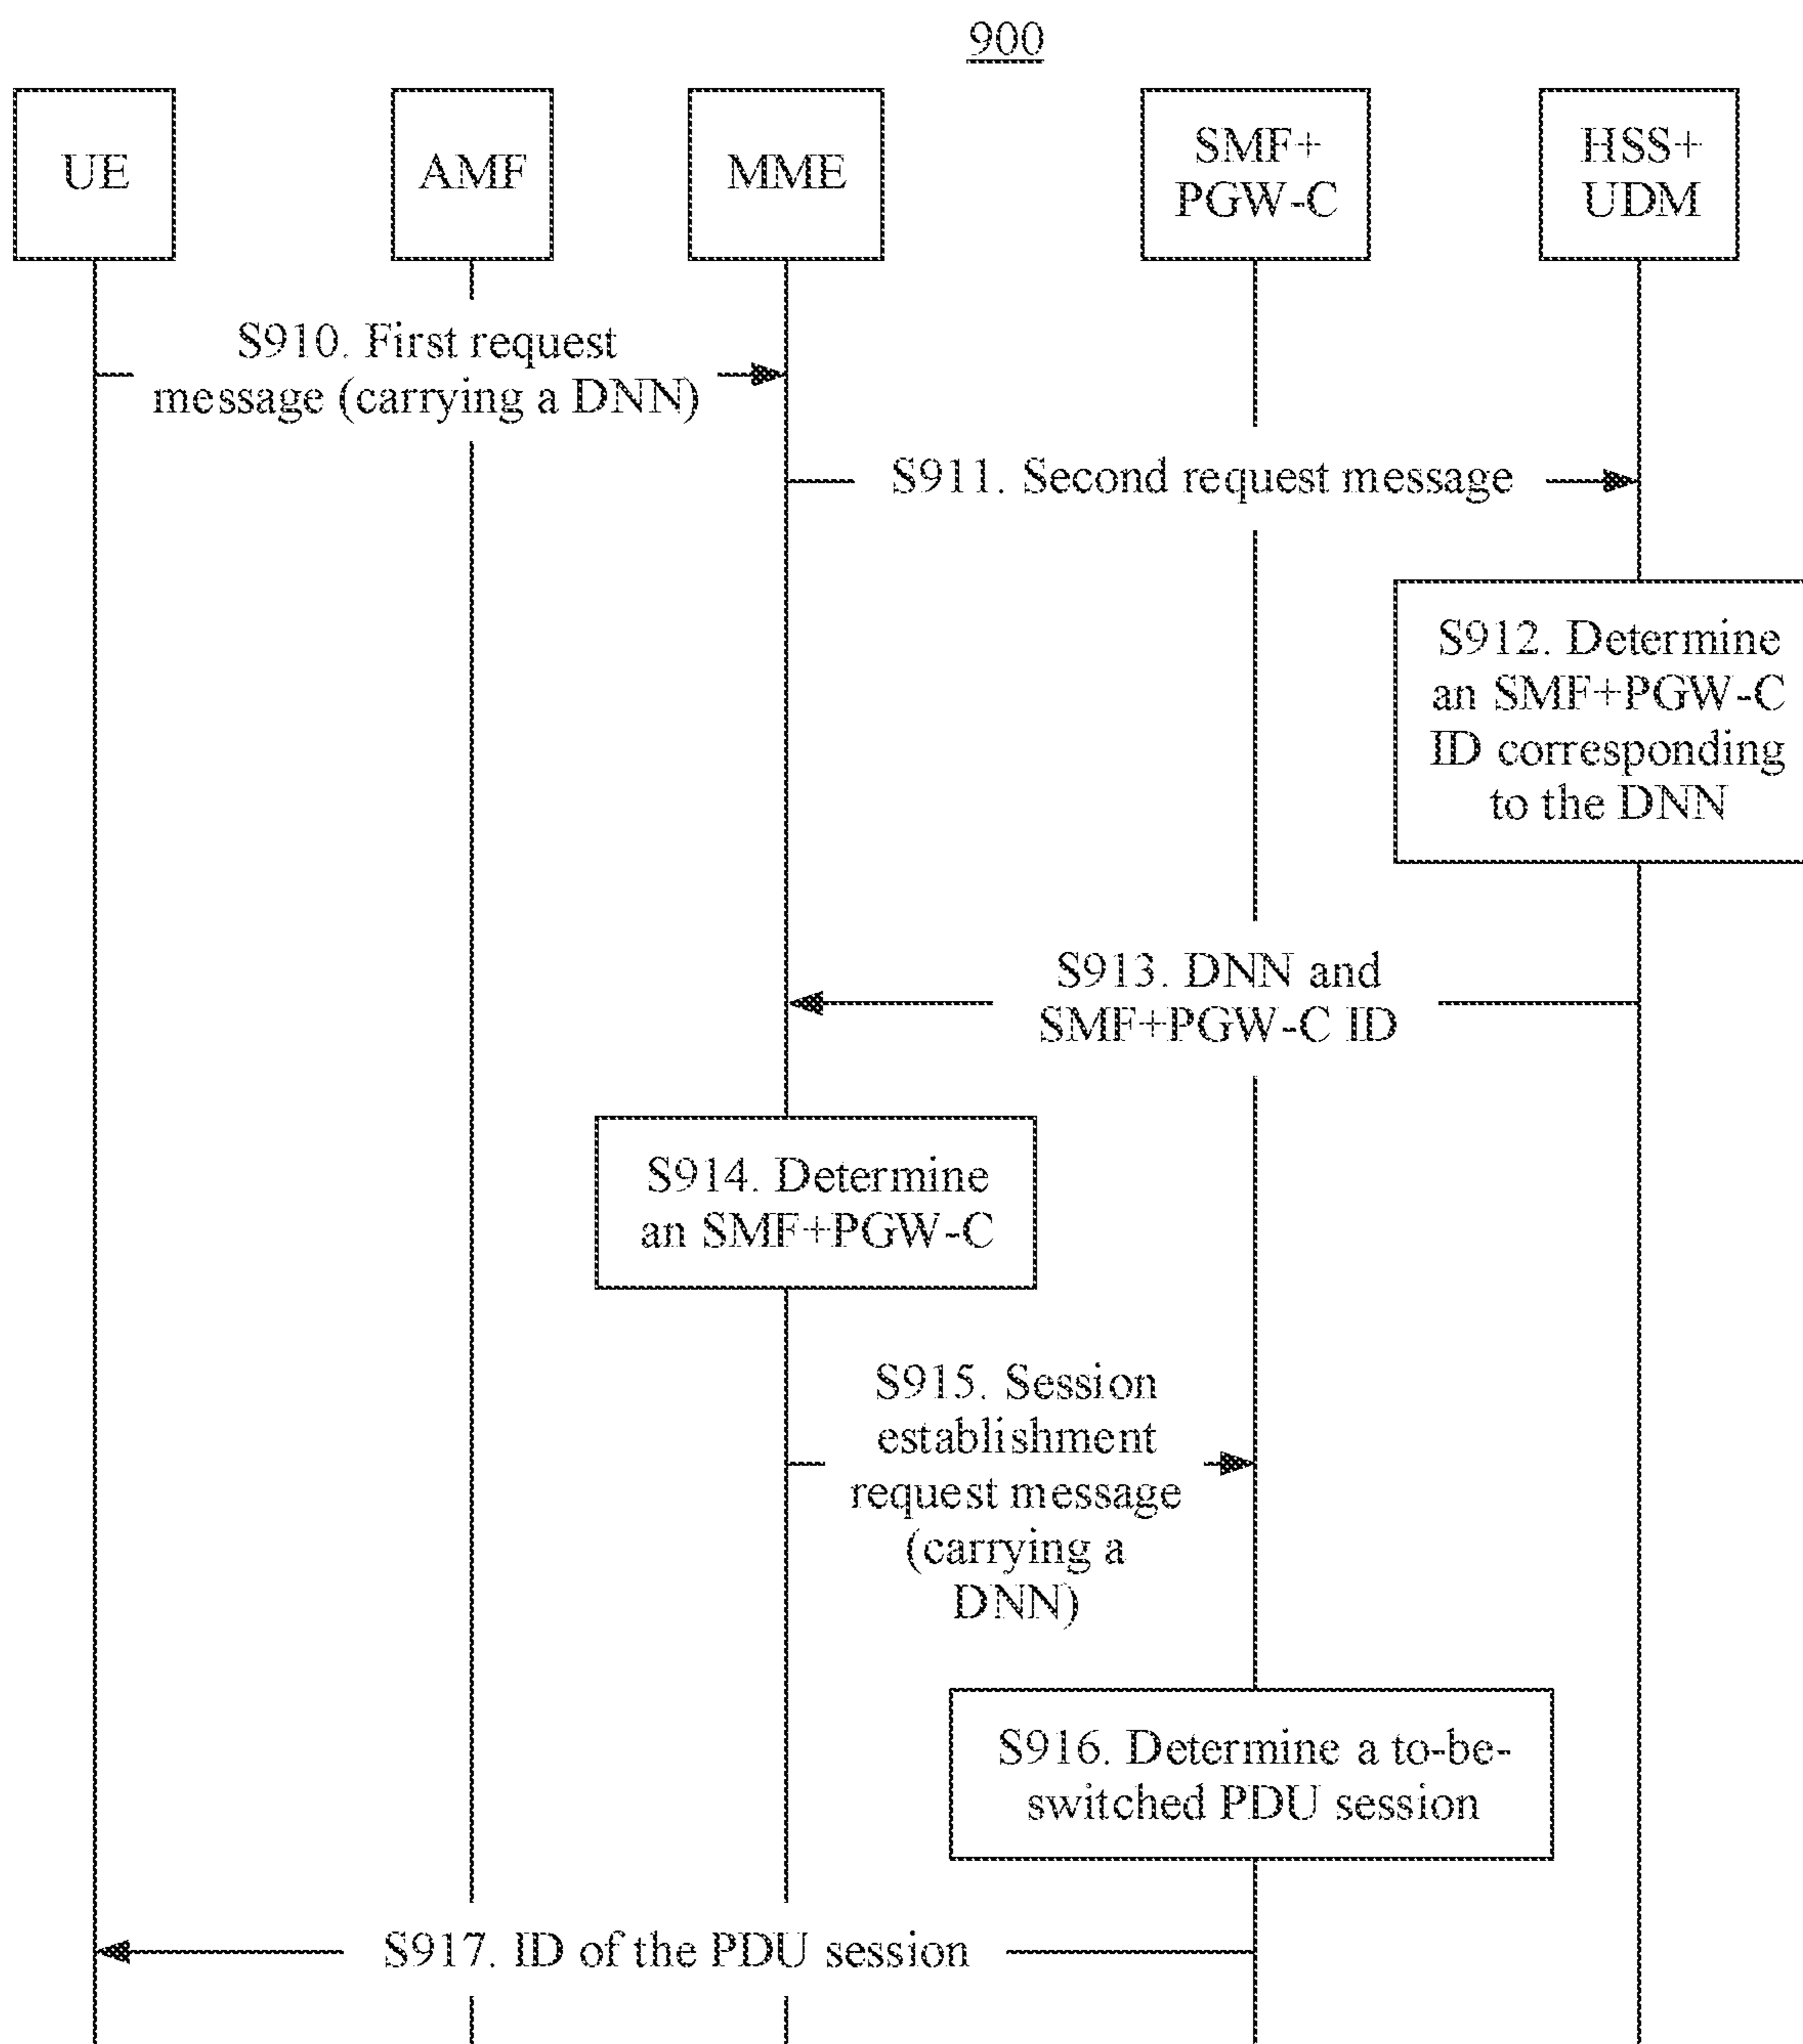 900
UE
AMF
MME
SMF+
PGW-C
HSS+
UDM
S910. First request
message (carrying a DNN)
S911. Second request message
S912. Determine
an SMF+PGW-C
ID corresponding
to the DNN
S913. DNN and
SMF+PGW-C ID
S914. Determine
an SMF+PGW-C
S915. Session
establishment
request message
(carrying a
DNN)
S916. Determine a to-be-
switched PDU session
S917. ID of the PDU session